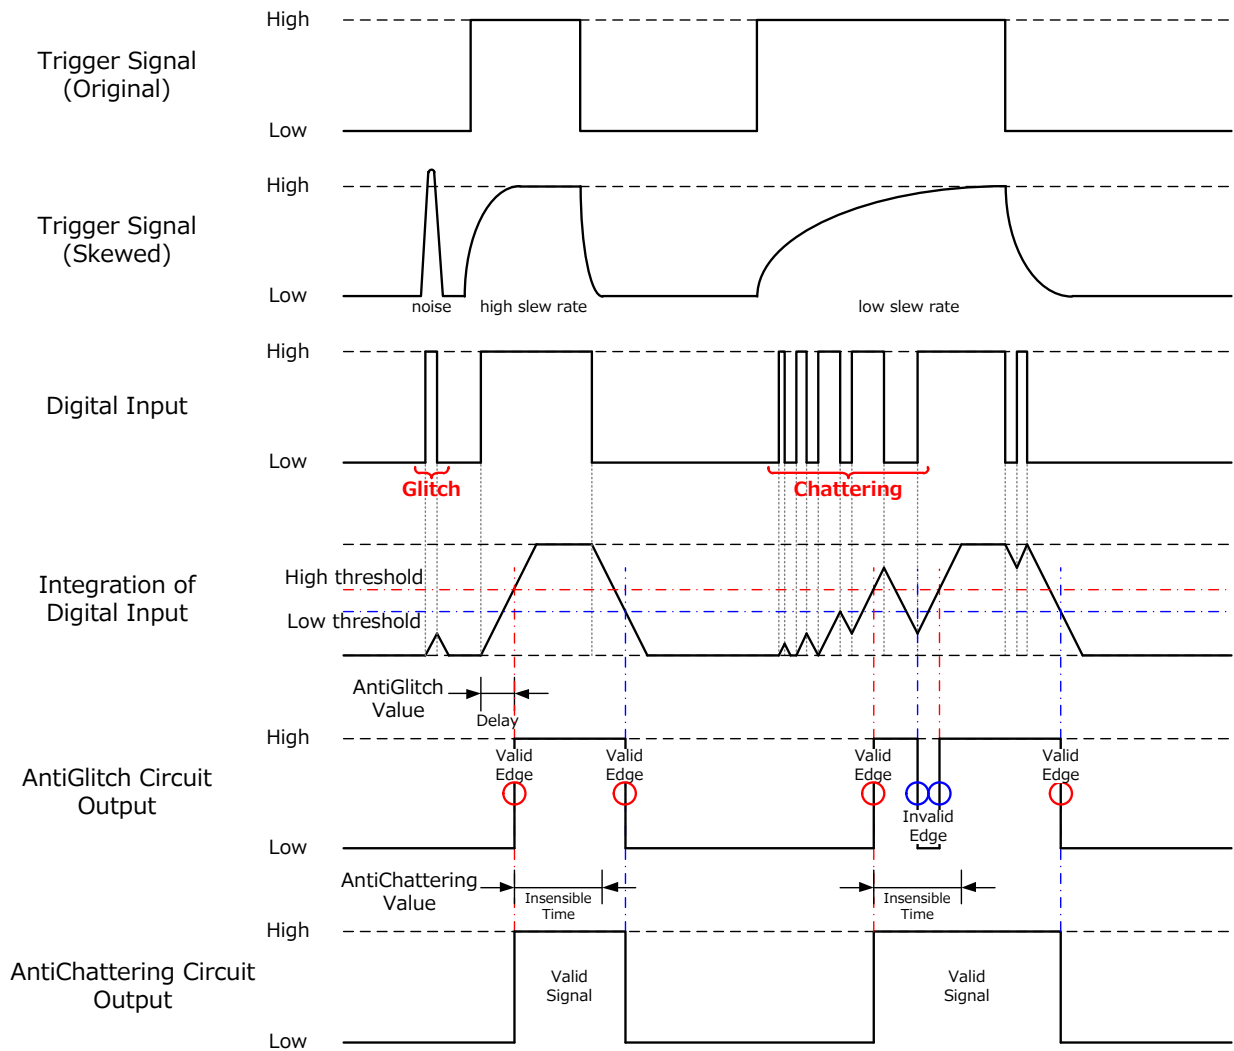 High
Trigger Signal
(Original)
Low
High
Trigger Signal
(Skewed)
Low
noise
high slew rate
low slew rate
High
Digital Input
Low
Glitch
Chattering
Integration of
Digital Input
High threshold
Low threshold
AntiGlitch
Value
Delay
High
AntiGlitch Circuit
Output
Valid
Edge
Valid
Edge
Valid
Edge
Valid
Edge
Invalid
Edge
Low
AntiChattering
Value
Insensible
Time
Insensible
Time
High
AntiChattering Circuit
Output
Valid
Signal
Valid
Signal
Low